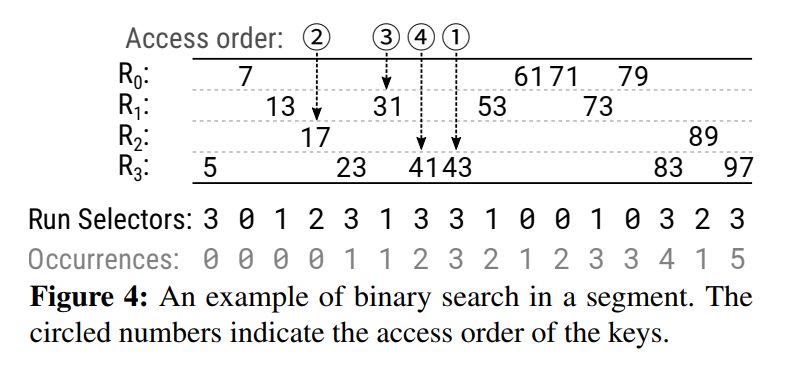 Access order: ② ③ ④ ①
R₀: 7 61 71 79
R₁: 13 31 53 73
R₂: 17 89
R₃: 5 23 41 43 83 97
Run Selectors: 3 0 1 2 3 1 3 3 1 0 0 1 0 3 2 3
Occurrences: 0 0 0 0 1 1 2 3 2 1 2 3 3 4 1 5
Figure 4: An example of binary search in a segment. The
circled numbers indicate the access order of the keys.